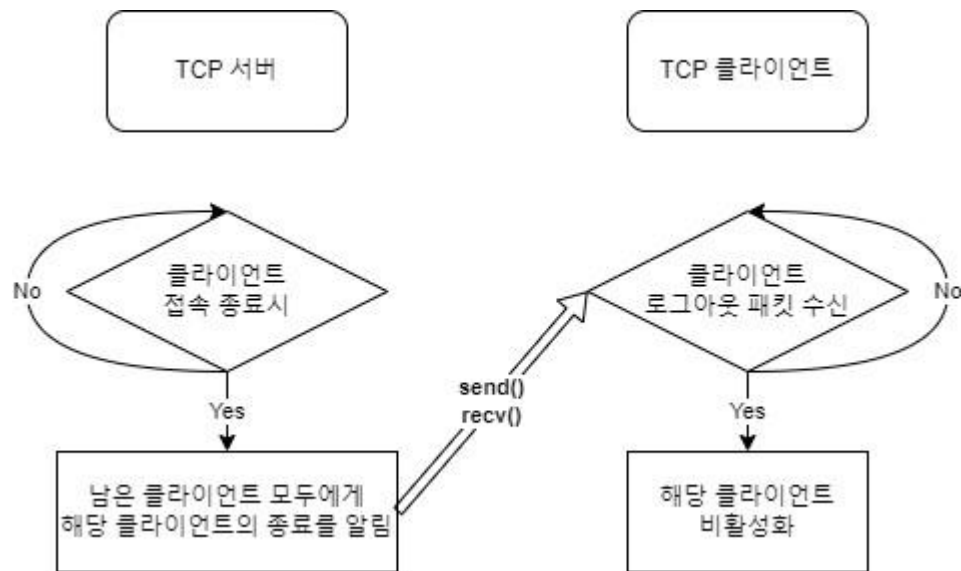 TCP 서버
TCP 클라이언트
클라이언트
접속 종료시
No
클라이언트
로그아웃 패킷 수신
No
send()
recv()
Yes
Yes
남은 클라이언트 모두에게
해당 클라이언트의 종료를 알림
해당 클라이언트
비활성화